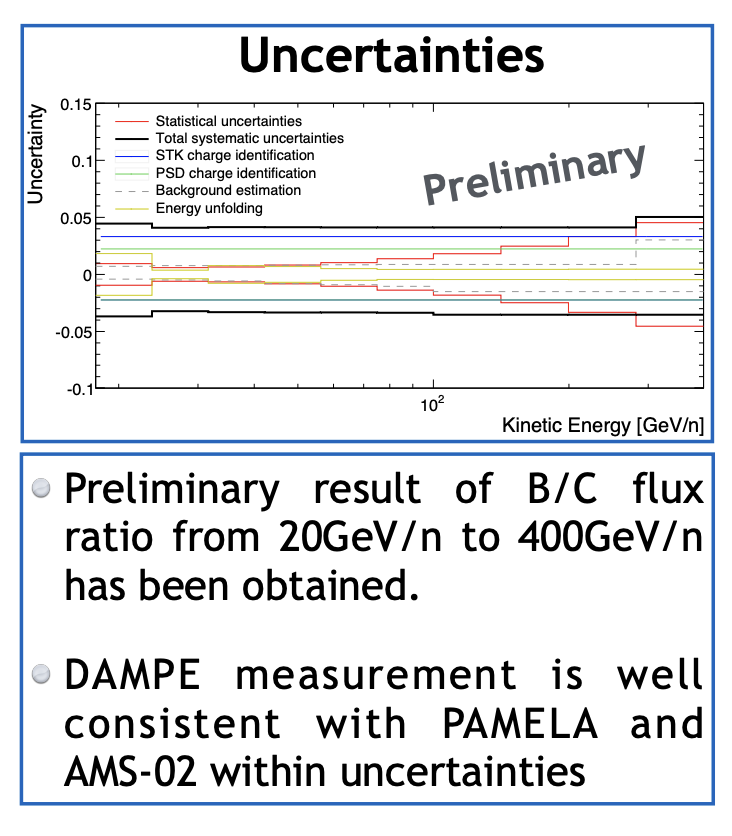 Uncertainties
0.15
Uncertainty
Statistical uncertainties
Total systematic uncertainties
STK charge identification
PSD charge identification
Background estimation
Energy unfolding
Preliminary
0.1
0.05
0
-0.05
-0.1
10²
Kinetic Energy [GeV/n]
Preliminary result of B/C flux
ratio from 20GeV/n to 400GeV/n
has been obtained.
DAMPE measurement is well
consistent with PAMELA and
AMS-02 within uncertainties